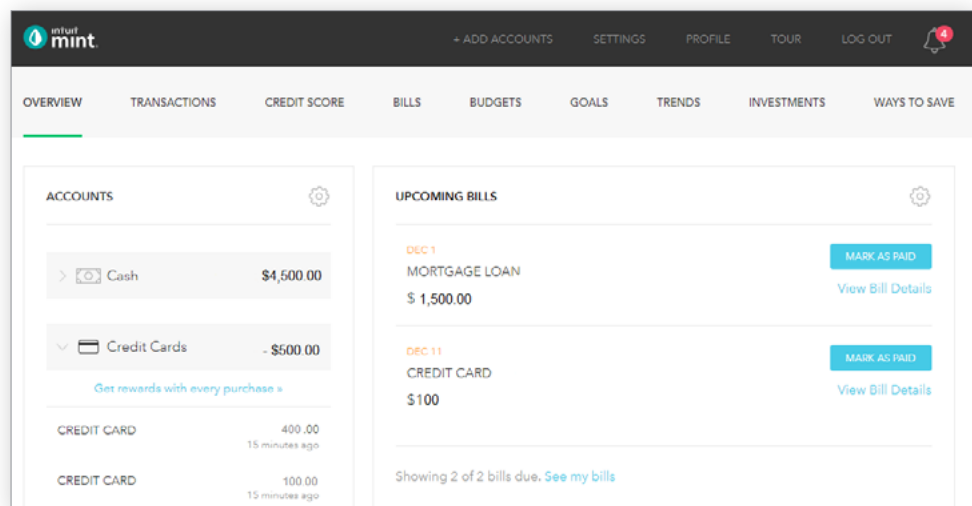 intuit
mint.
+ ADD ACCOUNTS SETTINGS PROFILE TOUR LOG OUT 4
OVERVIEW TRANSACTIONS CREDIT SCORE BILLS BUDGETS GOALS TRENDS INVESTMENTS WAYS TO SAVE
ACCOUNTS
Cash $4,500.00
Credit Cards - $500.00
Get rewards with every purchase »
CREDIT CARD 400 .00
15 minutes ago
CREDIT CARD 100.00
15 minutes ago
UPCOMING BILLS
DEC 1
MARK AS PAID
MORTGAGE LOAN
View Bill Details
$ 1,500.00
DEC 11
MARK AS PAID
CREDIT CARD
View Bill Details
$100
Showing 2 of 2 bills due. See my bills